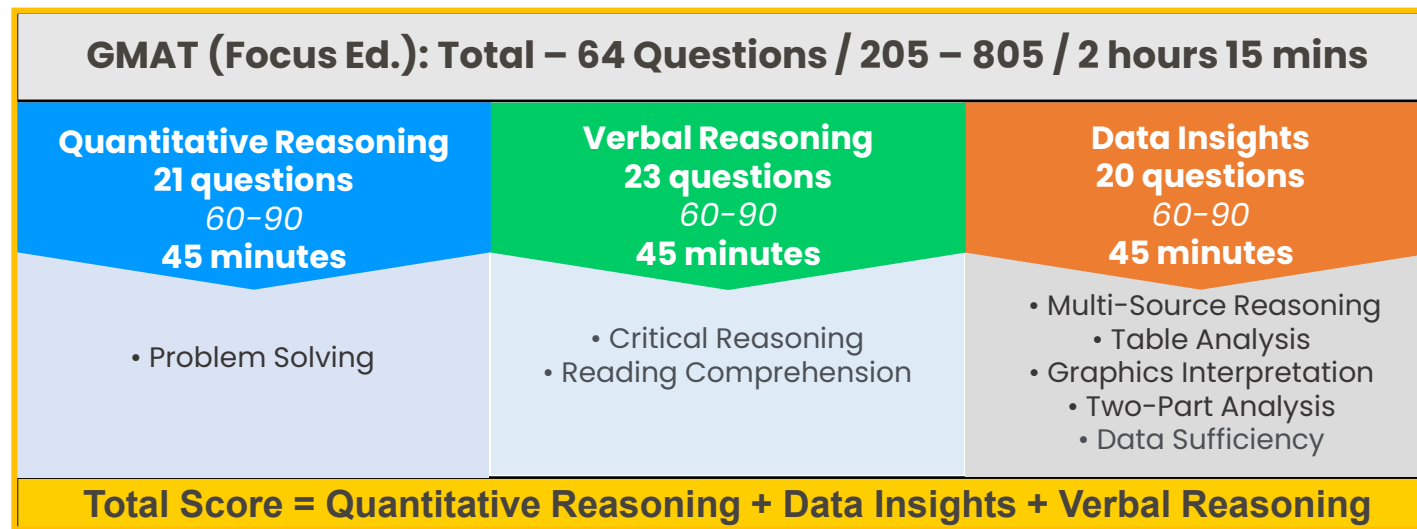 GMAT (Focus Ed.): Total – 64 Questions / 205 – 805 / 2 hours 15 mins
Quantitative Reasoning
21 questions
60-90
45 minutes
• Problem Solving
Verbal Reasoning
23 questions
60-90
45 minutes
• Critical Reasoning
• Reading Comprehension
Data Insights
20 questions
60-90
45 minutes
• Multi-Source Reasoning
• Table Analysis
• Graphics Interpretation
• Two-Part Analysis
• Data Sufficiency
Total Score = Quantitative Reasoning + Data Insights + Verbal Reasoning